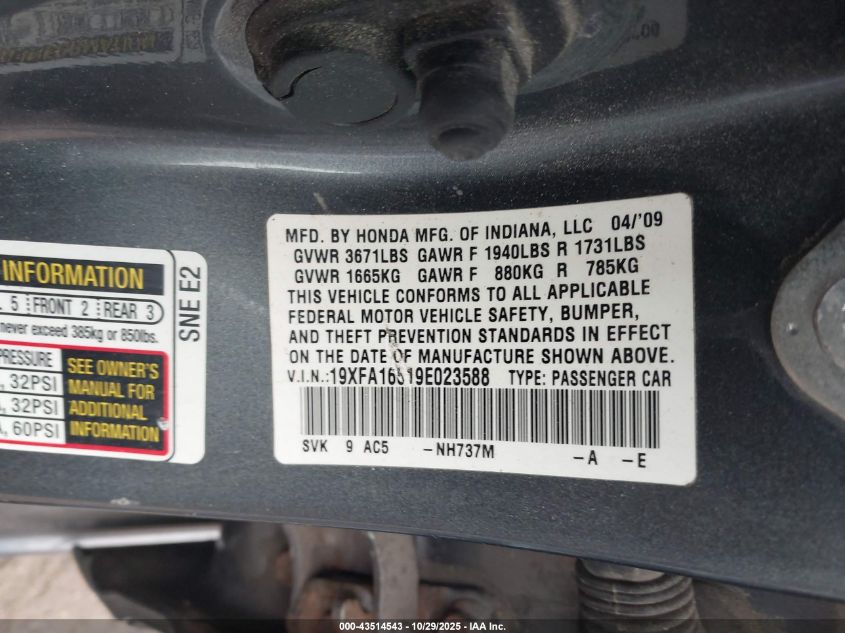 MFD. BY HONDA MFG. OF INDIANA, LLC 04/'09
GVWR 3671LBS GAWR F 1940LBS R 1731LBS
GVWR 1665KG GAWR F 880KG R 785KG
THIS VEHICLE CONFORMS TO ALL APPLICABLE
FEDERAL MOTOR VEHICLE SAFETY, BUMPER,
AND THEFT PREVENTION STANDARDS IN EFFECT
ON THE DATE OF MANUFACTURE SHOWN ABOVE.
V.I.N.: 19XFA16619E023588 TYPE: PASSENGER CAR
SVK 9 AC5 -NH737M -A -E
INFORMATION
5 FRONT 2 REAR 3
never exceed 385kg or 850lbs.
PRESSURE
, 32PSI
, 32PSI
, 60PSI
SEE OWNER'S
MANUAL FOR
ADDITIONAL
INFORMATION
SNE E2
000-43514543 / 10/29/2025 - IAA Inc.